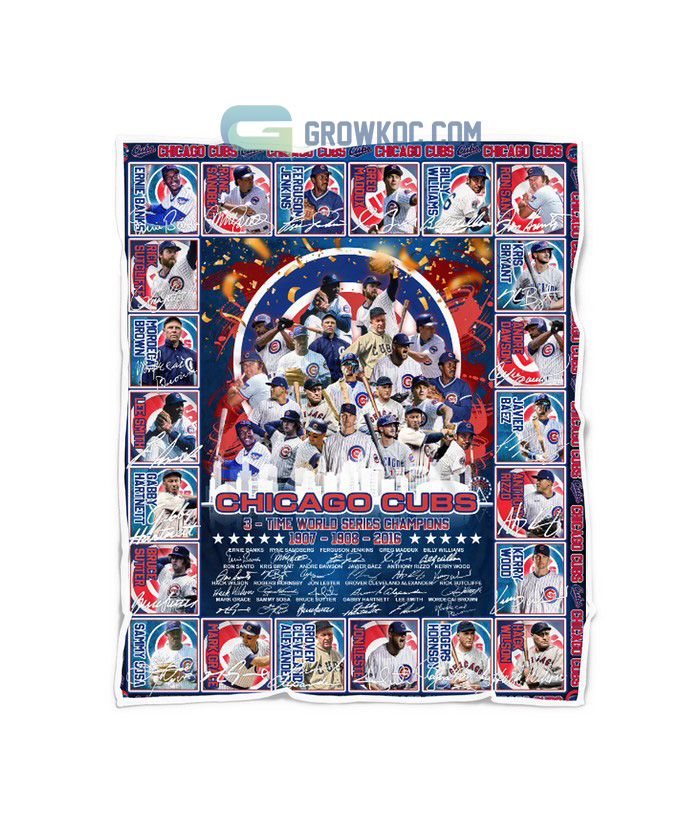 GROWKOC.COM
Cubs CHICAGO CUBS Cubs CHICAGO CUBS Cubs CHICAGO CUBS
ERNIE BANKS
FERGUSON JENKINS
GREG MADDUX
BILLY WILLIAMS
RON SANTO
RICK SUTCLIFFE
KRIS BRYANT
MORDECAI BROWN
ANDRE DAWSON
LEE SMITH
JAVIER BAEZ
GABBY HARTNETT
ANTHONY RIZZO
BRUCE SUTTER
KERRY WOOD
CHICAGO CUBS
3 - TIME WORLD SERIES CHAMPIONS
1907 - 1908 - 2016
ERNIE BANKS RYNE SANDBERG FERGUSON JENKINS GREG MADDUX BILLY WILLIAMS
RON SANTO KRIS BRYANT ANDRE DAWSON JAVIER BAEZ ANTHONY RIZZO KERRY WOOD
HACK WILSON ROGERS HORNSBY JON LESTER GROVER CLEVELAND ALEXANDER RICK SUTCLIFFE
MARK GRACE SAMMY SOSA BRUCE SUTTER GABBY HARTNETT LEE SMITH MORDECAI BROWN
SAMMY SOSA
MARK GRACE
GROVER CLEVELAND ALEXANDER
JON LESTER
ROGERS HORNSBY
HACK WILSON